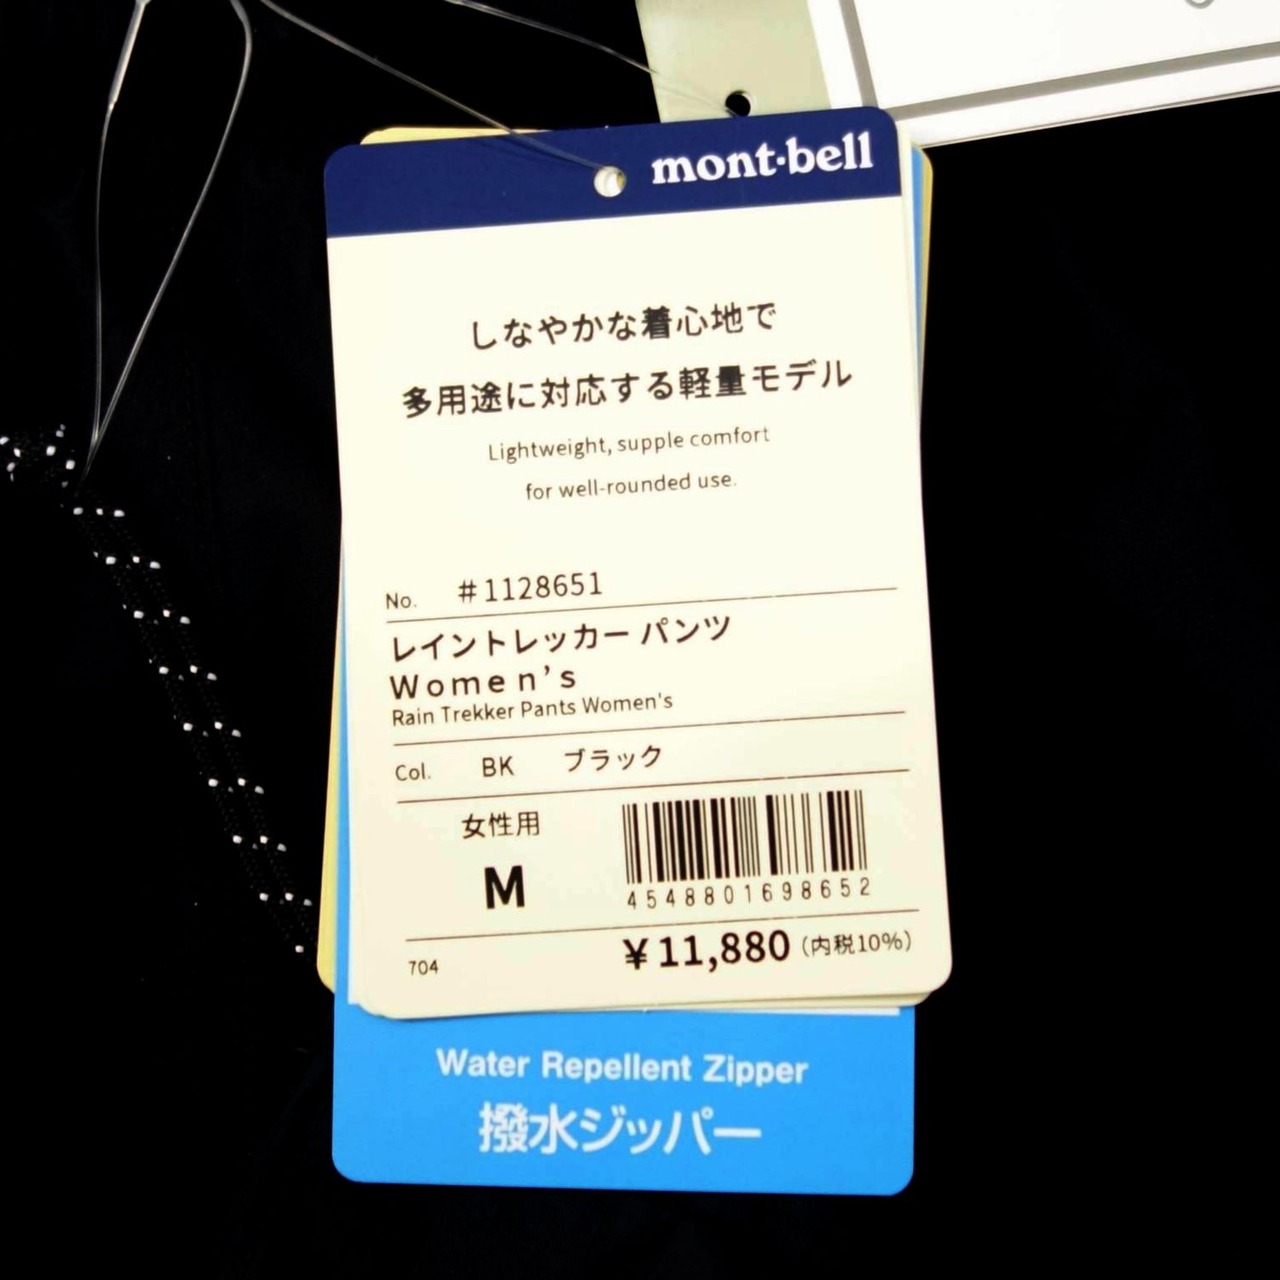 mont·bell
しなやかな着心地で
多用途に対応する軽量モデル
Lightweight, supple comfort
for well-rounded use.
No. #1128651
レイントレッカー パンツ
Women's
Rain Trekker Pants Women's
Col. BK ブラック
女性用
M
4548801698652
¥11,880 (内税10%)
704
Water Repellent Zipper
撥水ジッパー